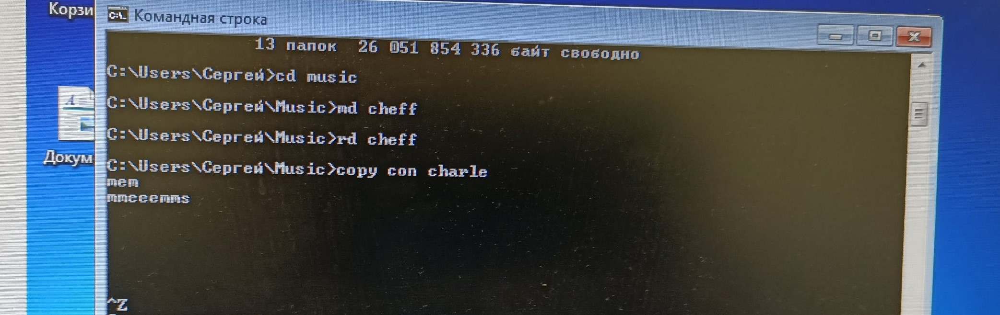 Корзи
C:\.
Командная строка
13 папок 26 051 854 336 байт свободно
C:\Users\Сергей>cd music
C:\Users\Сергей\Music>md cheff
C:\Users\Сергей\Music>rd cheff
Докум
C:\Users\Сергей\Music>copy con charle
mem
mmeeemms
^Z